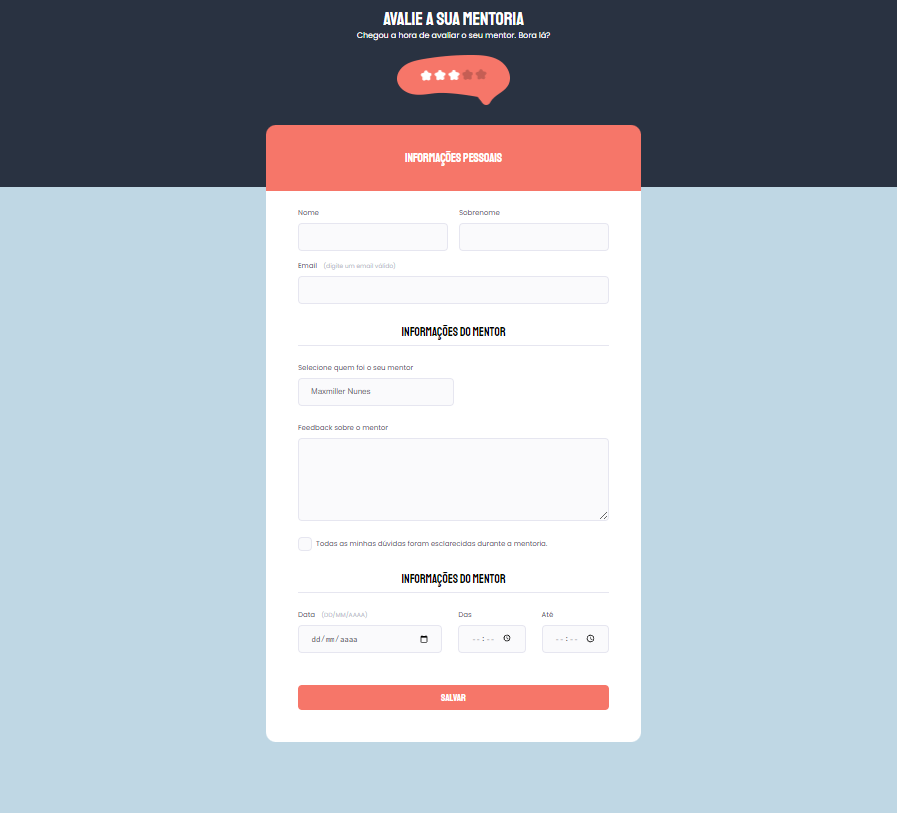 AVALIE A SUA MENTORIA
Chegou a hora de avaliar o seu mentor. Bora lá?
INFORMAÇÕES PESSOAIS
Nome Sobrenome
Email (digite um email válido)
INFORMAÇÕES DO MENTOR
Selecione quem foi o seu mentor
Maxmiller Nunes
Feedback sobre o mentor
Todas as minhas dúvidas foram esclarecidas durante a mentoria.
INFORMAÇÕES DO MENTOR
Data (DD/MM/AAAA) Das Até
dd/mm/aaaa --:-- --:--
SALVAR